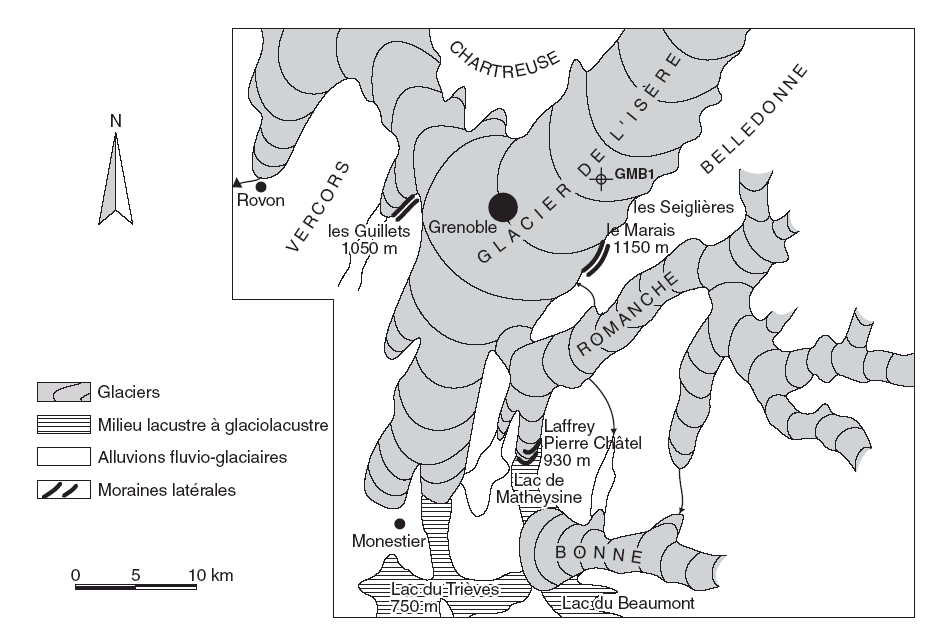 CHARTREUSE
GLACIER DE L'ISÈRE
BELLEDONNE
N
GMB1
VERCORS
Rovon
les Seiglières
les Guillets
1050 m
Grenoble
le Marais
1150 m
ROMANCHE
Glaciers
Milieu lacustre à glaciolacustre
Alluvions fluvio-glaciaires
Moraines latérales
Laffrey
Pierre Châtel
930 m
Lac de
Matheysine
Monestier
BONNE
0 5 10 km
Lac du Trièves
750 m
Lac du Beaumont